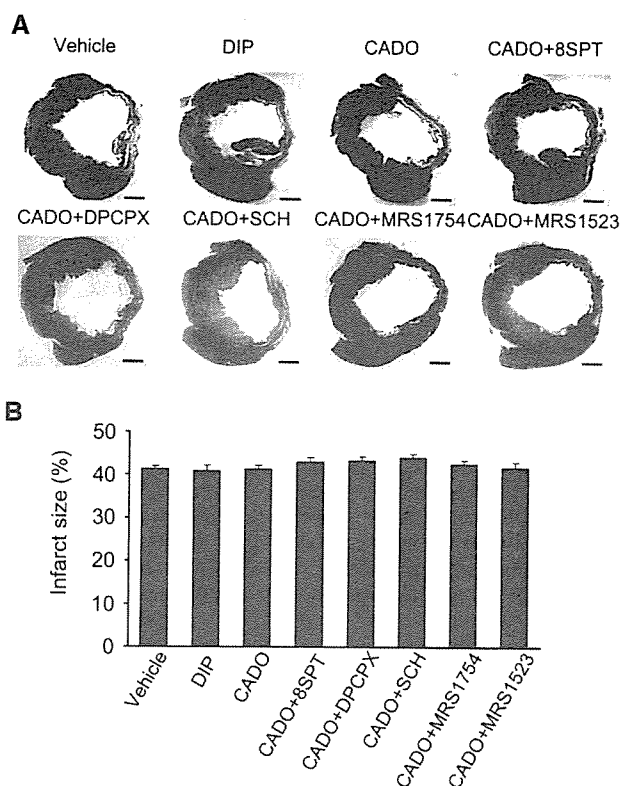 A
Vehicle DIP CADO CADO+8SPT
CADO+DPCPX CADO+SCH CADO+MRS1754 CADO+MRS1523
B
Infarct size (%)
50
40
30
20
10
0
Vehicle
DIP
CADO
CADO+8SPT
CADO+DPCPX
CADO+SCH
CADO+MRS1754
CADO+MRS1523